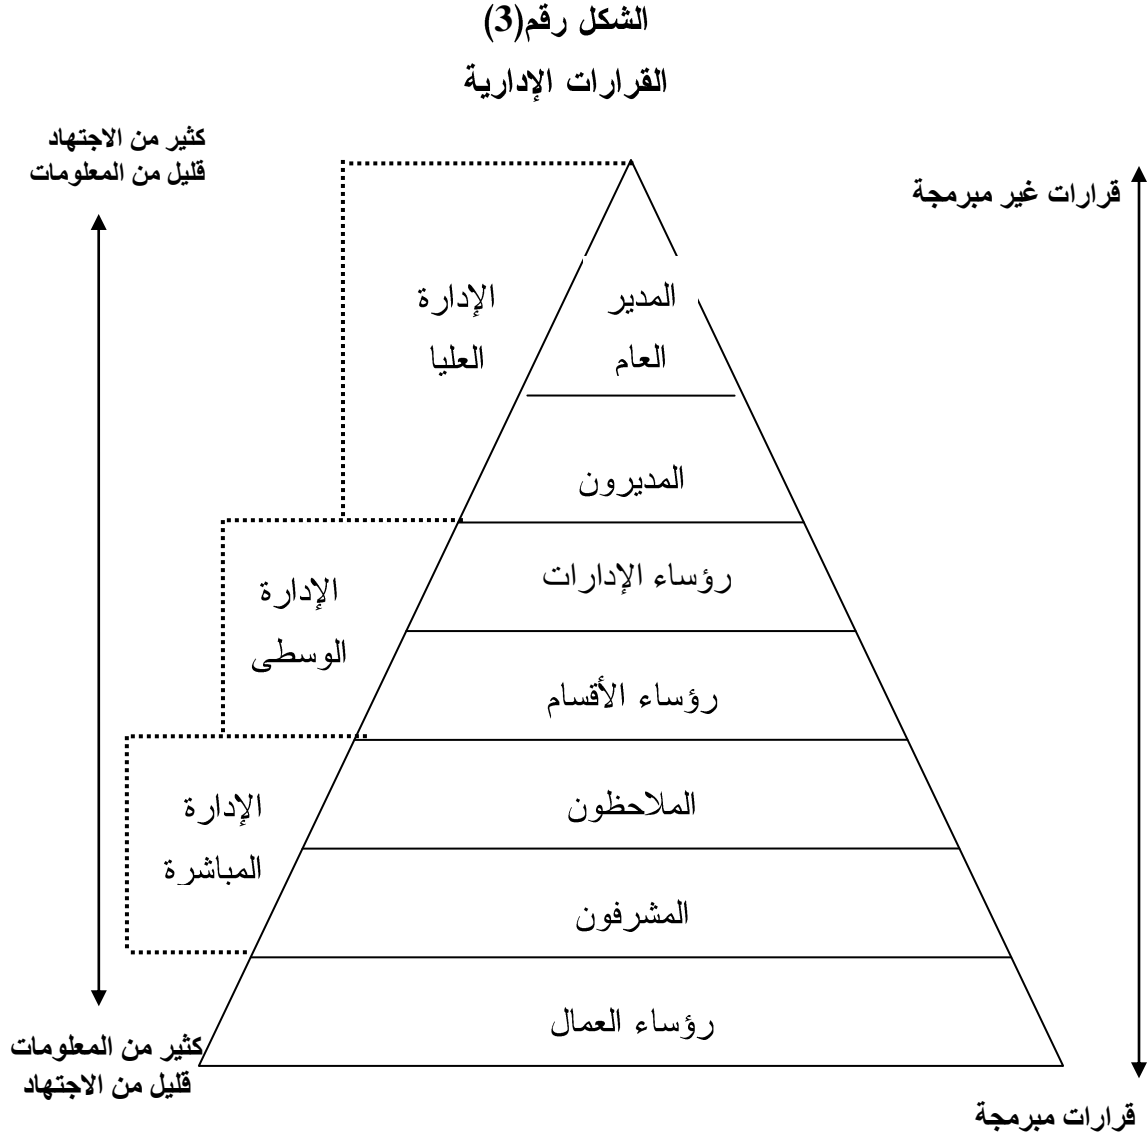 الشكل رقم(3)
القرارات الإدارية
قرارات غير مبرمجة
كثير من الاجتهاد
قليل من المعلومات
المدير
العام
الإدارة
العليا
المديرون
رؤساء الإدارات
الإدارة
الوسطى
رؤساء الأقسام
الملاحظون
الإدارة
المباشرة
المشرفون
رؤساء العمال
كثير من المعلومات
قليل من الاجتهاد
قرارات مبرمجة